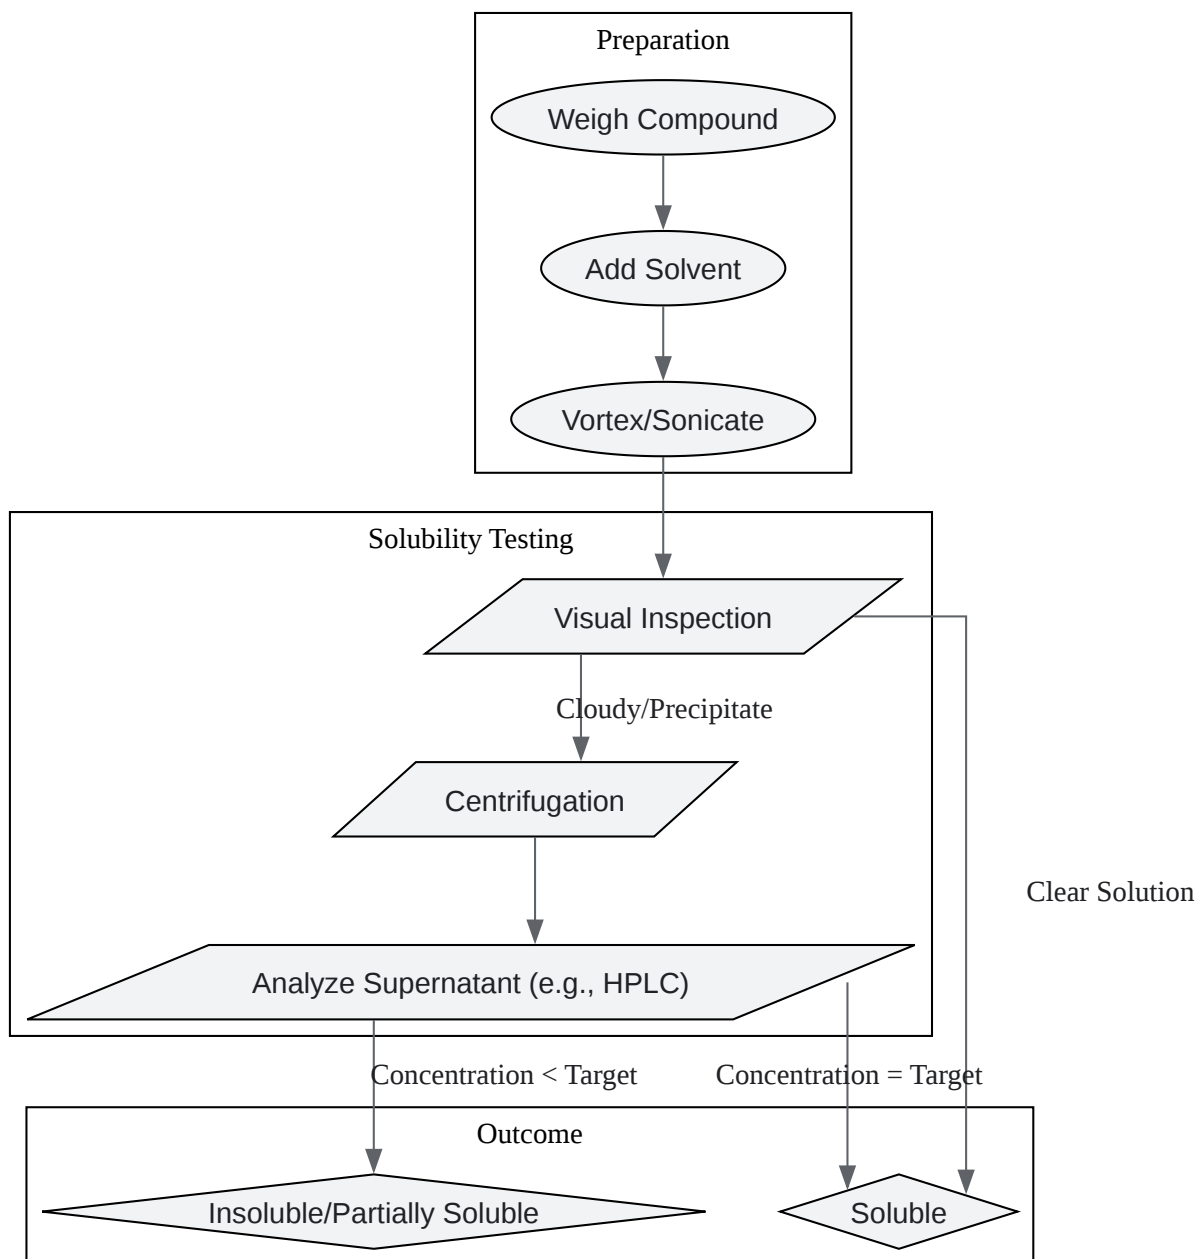 Preparation
Weigh Compound
Add Solvent
Vortex/Sonicate
Solubility Testing
Visual Inspection
Cloudy/Precipitate
Centrifugation
Clear Solution
Analyze Supernatant (e.g., HPLC)
Concentration < Target
Concentration = Target
Outcome
Insoluble/Partially Soluble
Soluble